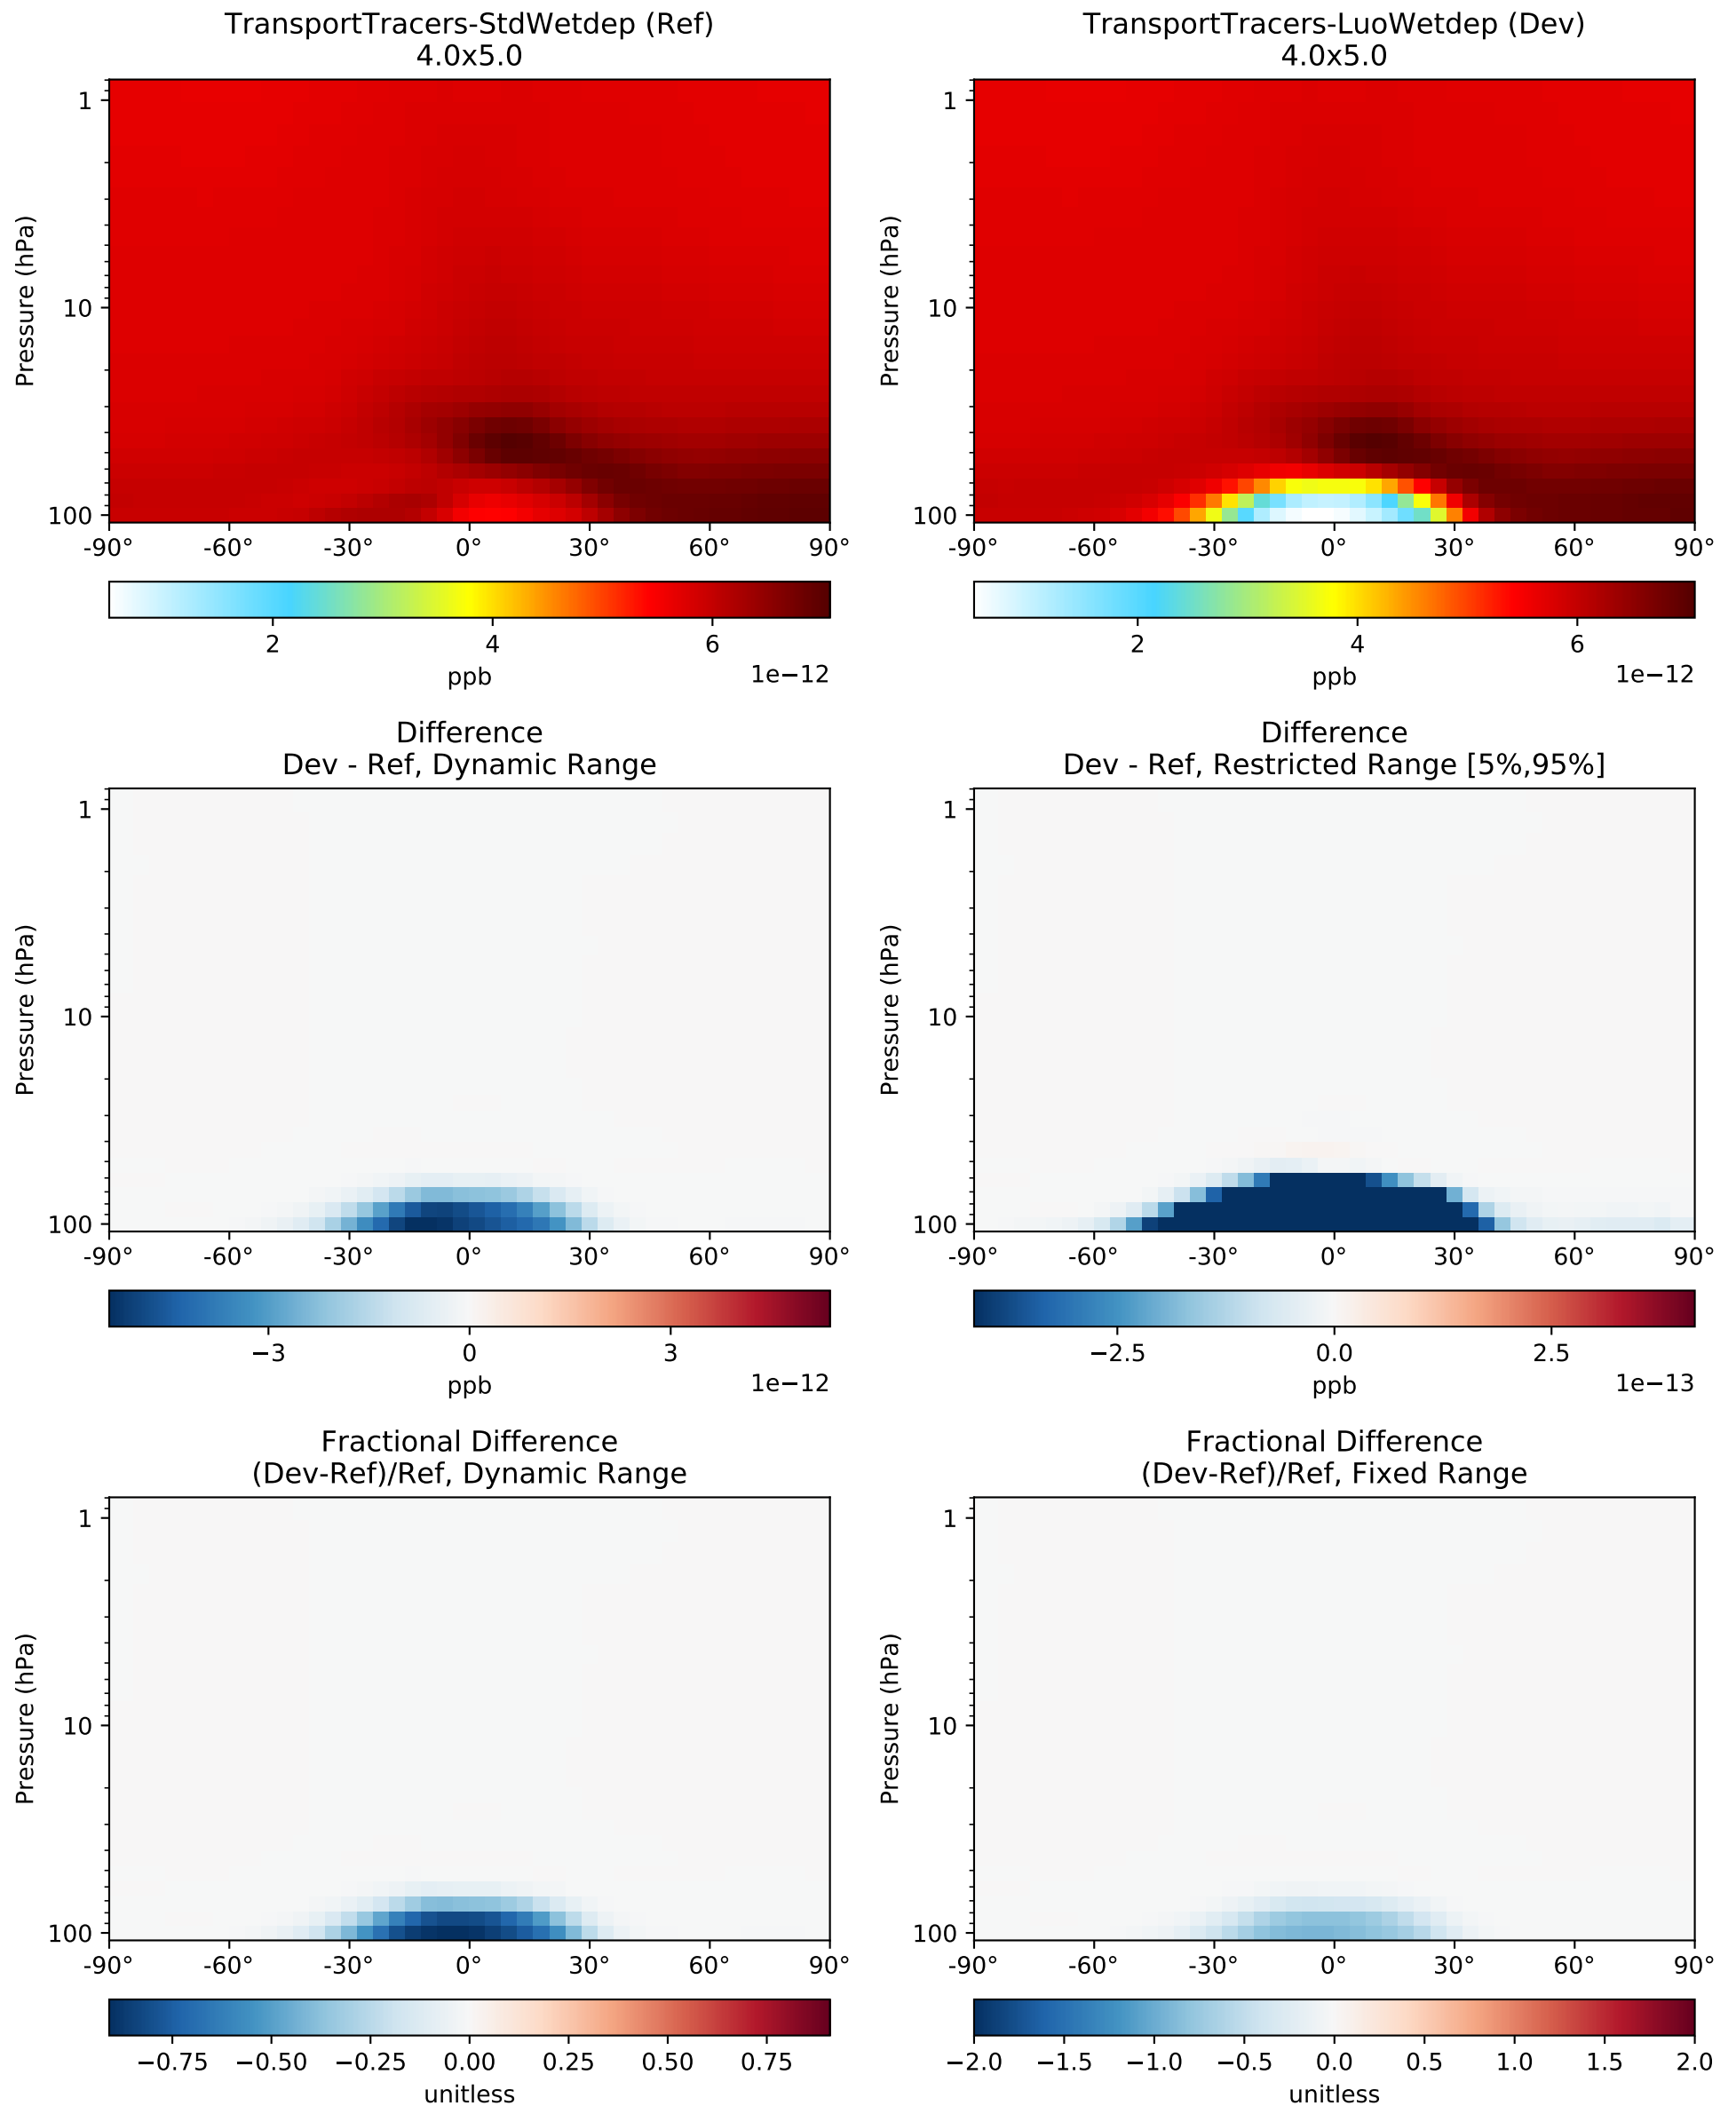 TransportTracers-StdWetdep (Ref)
4.0x5.0
Pressure (hPa)
1
10
100
-90° -60° -30° 0° 30° 60° 90°
2 4 6
ppb 1e−12
TransportTracers-LuoWetdep (Dev)
4.0x5.0
Pressure (hPa)
1
10
100
-90° -60° -30° 0° 30° 60° 90°
2 4 6
ppb 1e−12
Difference
Dev - Ref, Dynamic Range
Pressure (hPa)
1
10
100
-90° -60° -30° 0° 30° 60° 90°
−3 0 3
ppb 1e−12
Difference
Dev - Ref, Restricted Range [5%,95%]
Pressure (hPa)
1
10
100
-90° -60° -30° 0° 30° 60° 90°
−2.5 0.0 2.5
ppb 1e−13
Fractional Difference
(Dev-Ref)/Ref, Dynamic Range
Pressure (hPa)
1
10
100
-90° -60° -30° 0° 30° 60° 90°
−0.75 −0.50 −0.25 0.00 0.25 0.50 0.75
unitless
Fractional Difference
(Dev-Ref)/Ref, Fixed Range
Pressure (hPa)
1
10
100
-90° -60° -30° 0° 30° 60° 90°
−2.0 −1.5 −1.0 −0.5 0.0 0.5 1.0 1.5 2.0
unitless